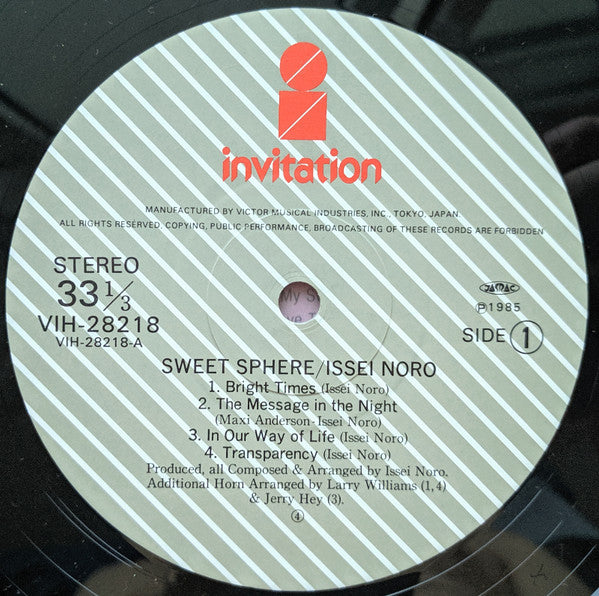 invitation
MANUFACTURED BY VICTOR MUSICAL INDUSTRIES, INC., TOKYO, JAPAN.
ALL RIGHTS RESERVED, COPYING, PUBLIC PERFORMANCE, BROADCASTING OF THESE RECORDS ARE FORBIDDEN
STEREO
33 1/3
VIH-28218
VIH-28218-A
JASRAC
Ⓟ1985
SIDE 1
My S
SWEET SPHERE/ISSEI NORO
1. Bright Times (Issei Noro)
2. The Message in the Night
(Maxi Anderson-Issei Noro)
3. In Our Way of Life (Issei Noro)
4. Transparency (Issei Noro)
Produced, all Composed & Arranged by Issei Noro.
Additional Horn Arranged by Larry Williams (1, 4)
& Jerry Hey (3).
④